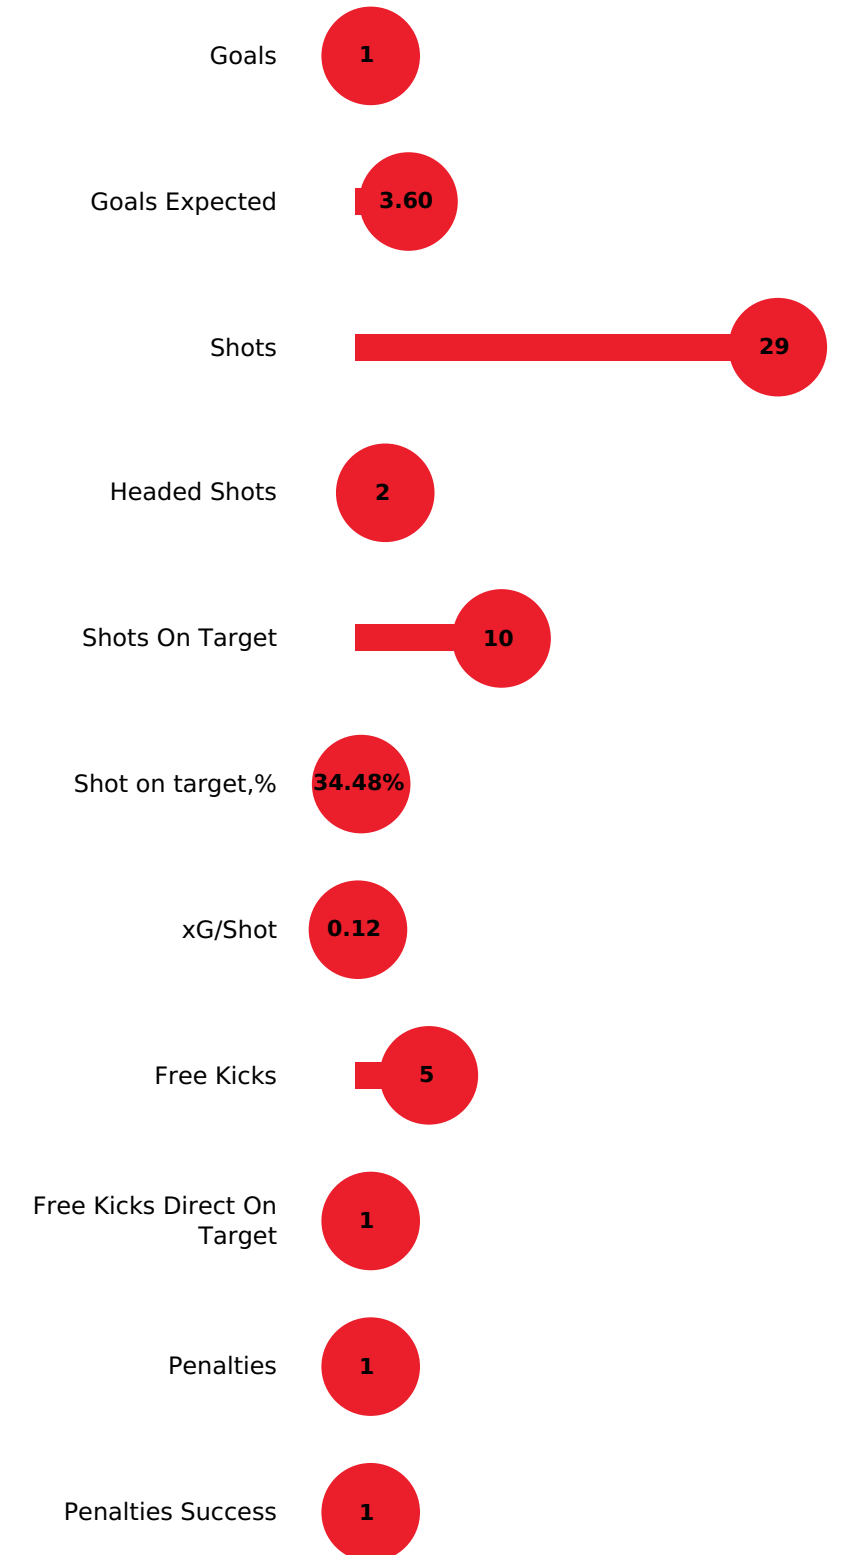 Goals 1
Goals Expected 3.60
Shots 29
Headed Shots 2
Shots On Target 10
Shot on target,% 34.48%
xG/Shot 0.12
Free Kicks 5
Free Kicks Direct On
Target 1
Penalties 1
Penalties Success 1